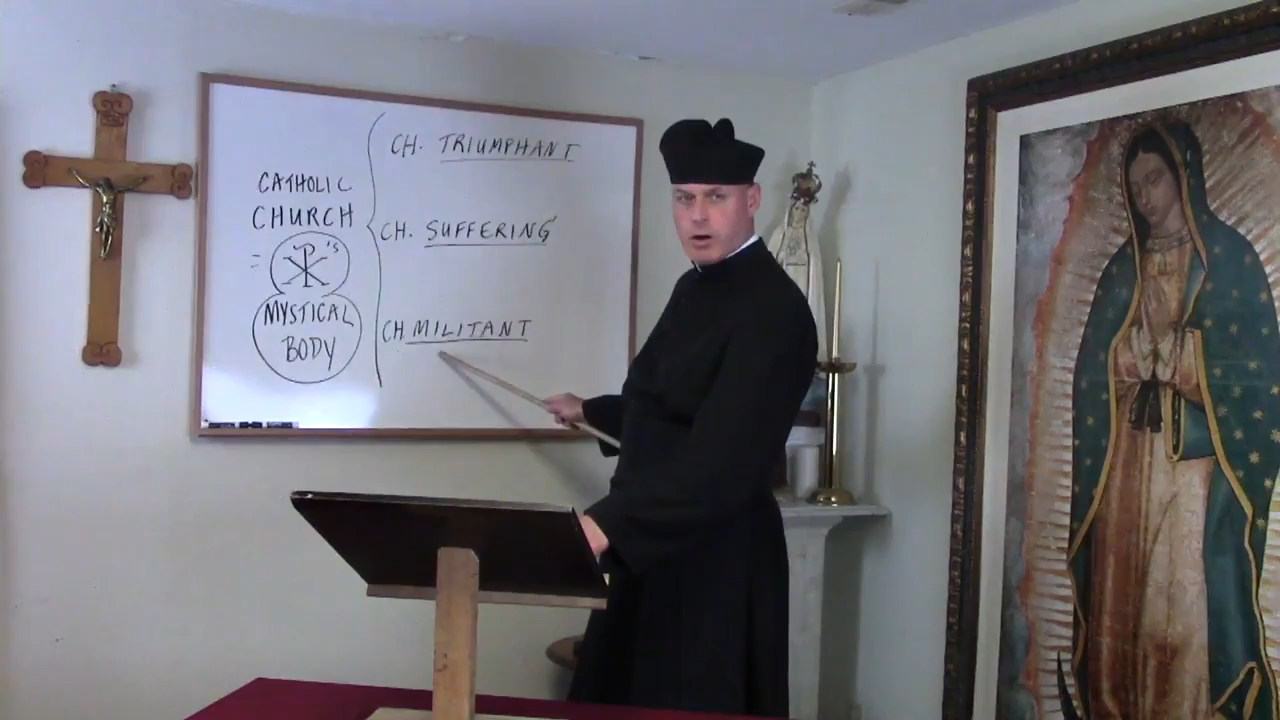 CATHOLIC
CHURCH
= ☧'s
MYSTICAL
BODY
CH. TRIUMPHANT
CH. SUFFERING
CH MILITANT